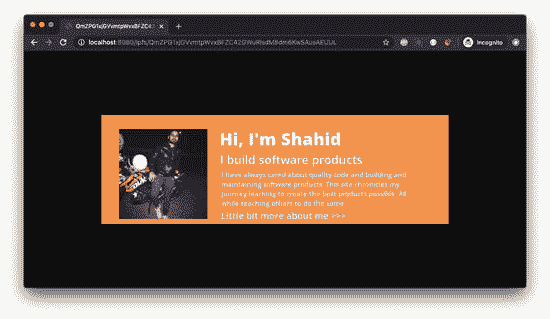 localhost:8080/ipfs/
Incognito
Hi, I'm Shahid
I build software products
I have always cared about quality code and building and
maintaining software products. This site chronicles my
journey learning to create the best products possible. All
while teaching others to do the same.
Little bit more about me >>>